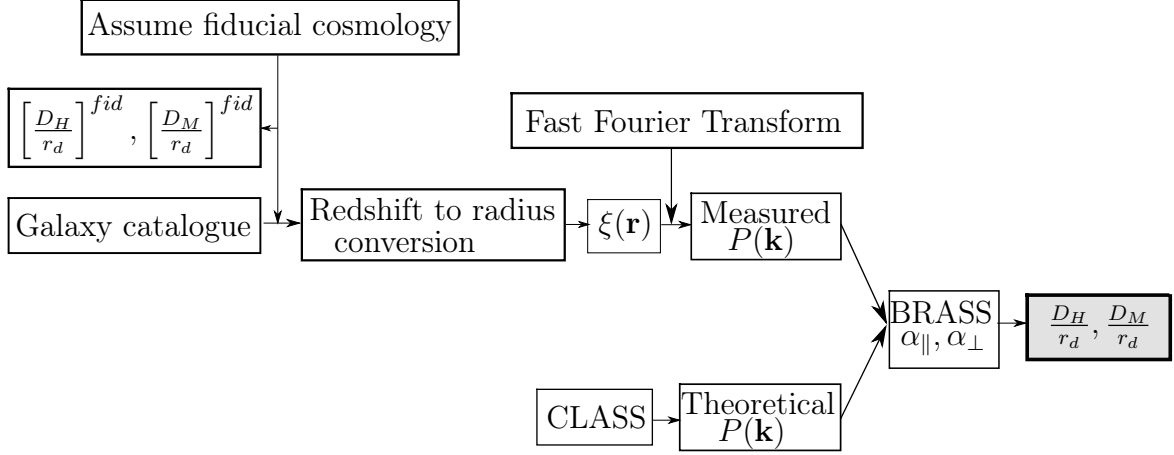 Assume fiducial cosmology
[D_H/r_d]^{fid}, [D_M/r_d]^{fid}
Fast Fourier Transform
Galaxy catalogue
Redshift to radius
conversion
ξ(𝐫)
Measured
P(𝐤)
BRASS
α_∥, α_⊥
D_H/r_d, D_M/r_d
CLASS
Theoretical
P(𝐤)